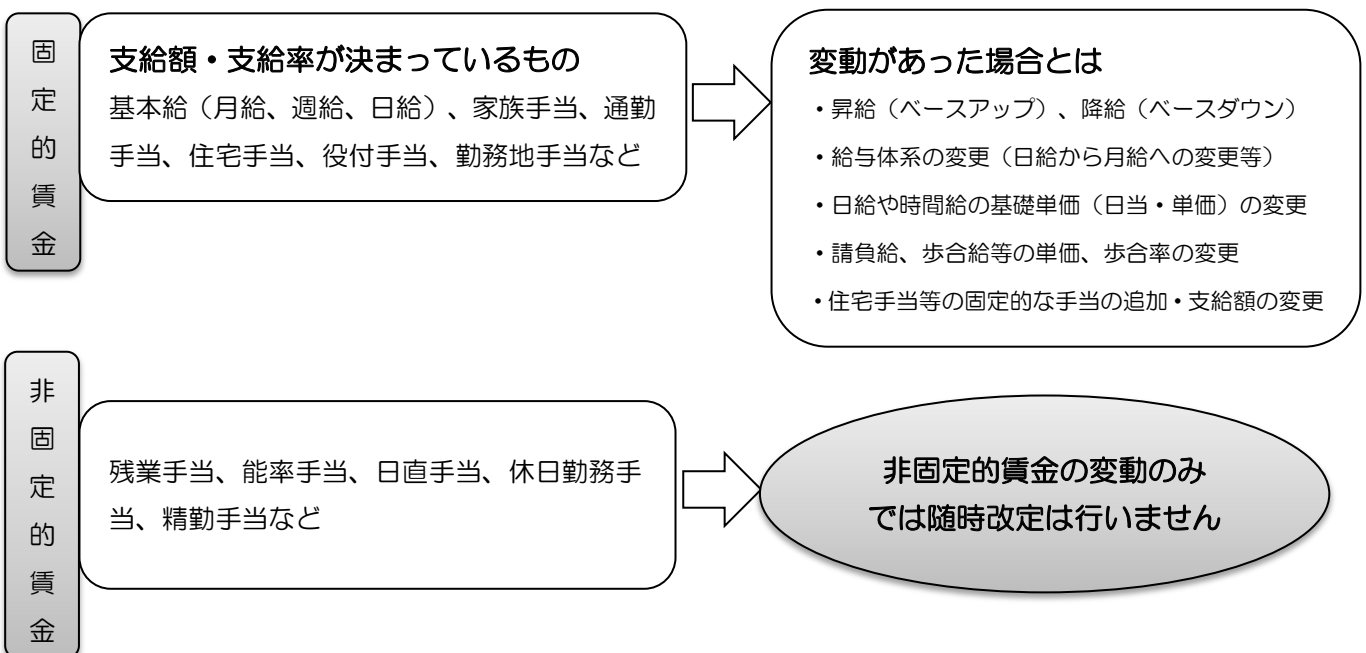 固定的賃金
支給額・支給率が決まっているもの
基本給（月給、週給、日給）、家族手当、通勤
手当、住宅手当、役付手当、勤務地手当など
変動があった場合とは
・昇給（ベースアップ）、降給（ベースダウン）
・給与体系の変更（日給から月給への変更等）
・日給や時間給の基礎単価（日当・単価）の変更
・請負給、歩合給等の単価、歩合率の変更
・住宅手当等の固定的な手当の追加・支給額の変更
非固定的賃金
残業手当、能率手当、日直手当、休日勤務手
当、精勤手当など
非固定的賃金の変動のみ
では随時改定は行いません